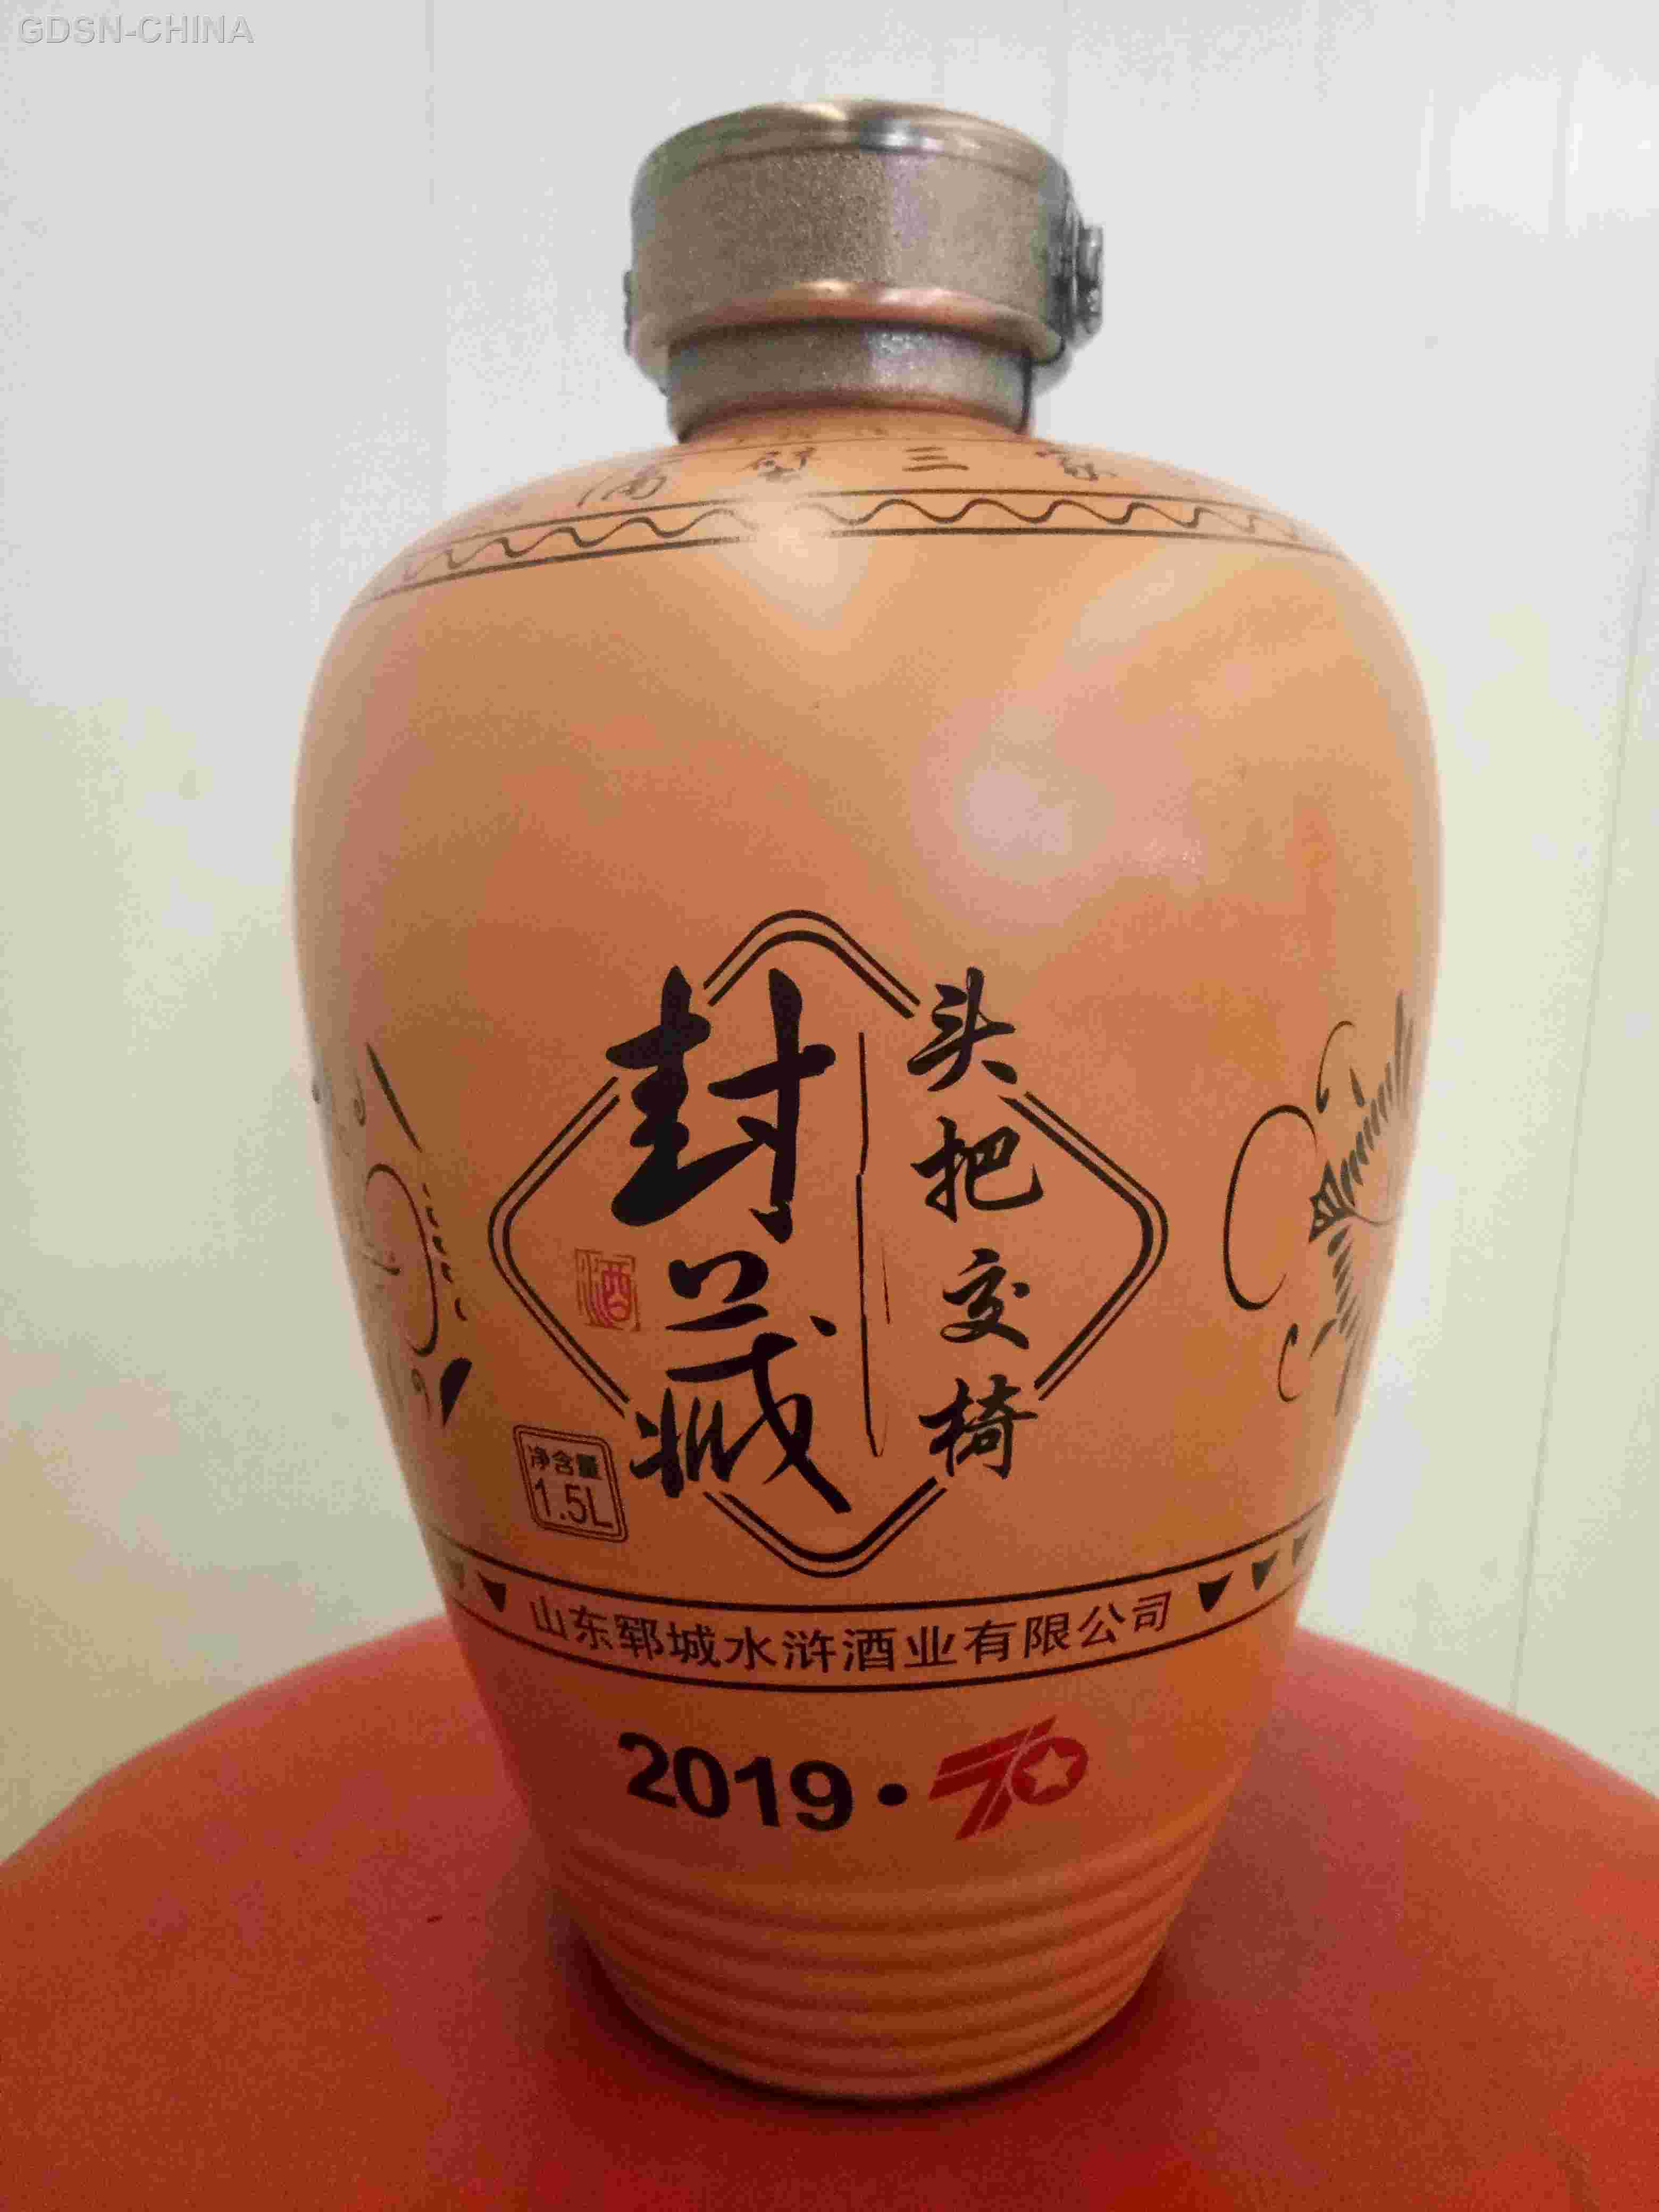 GDSN-CHINA
头把交椅
封藏
酒
净含量
1.5L
山东郓城水浒酒业有限公司
2019·70